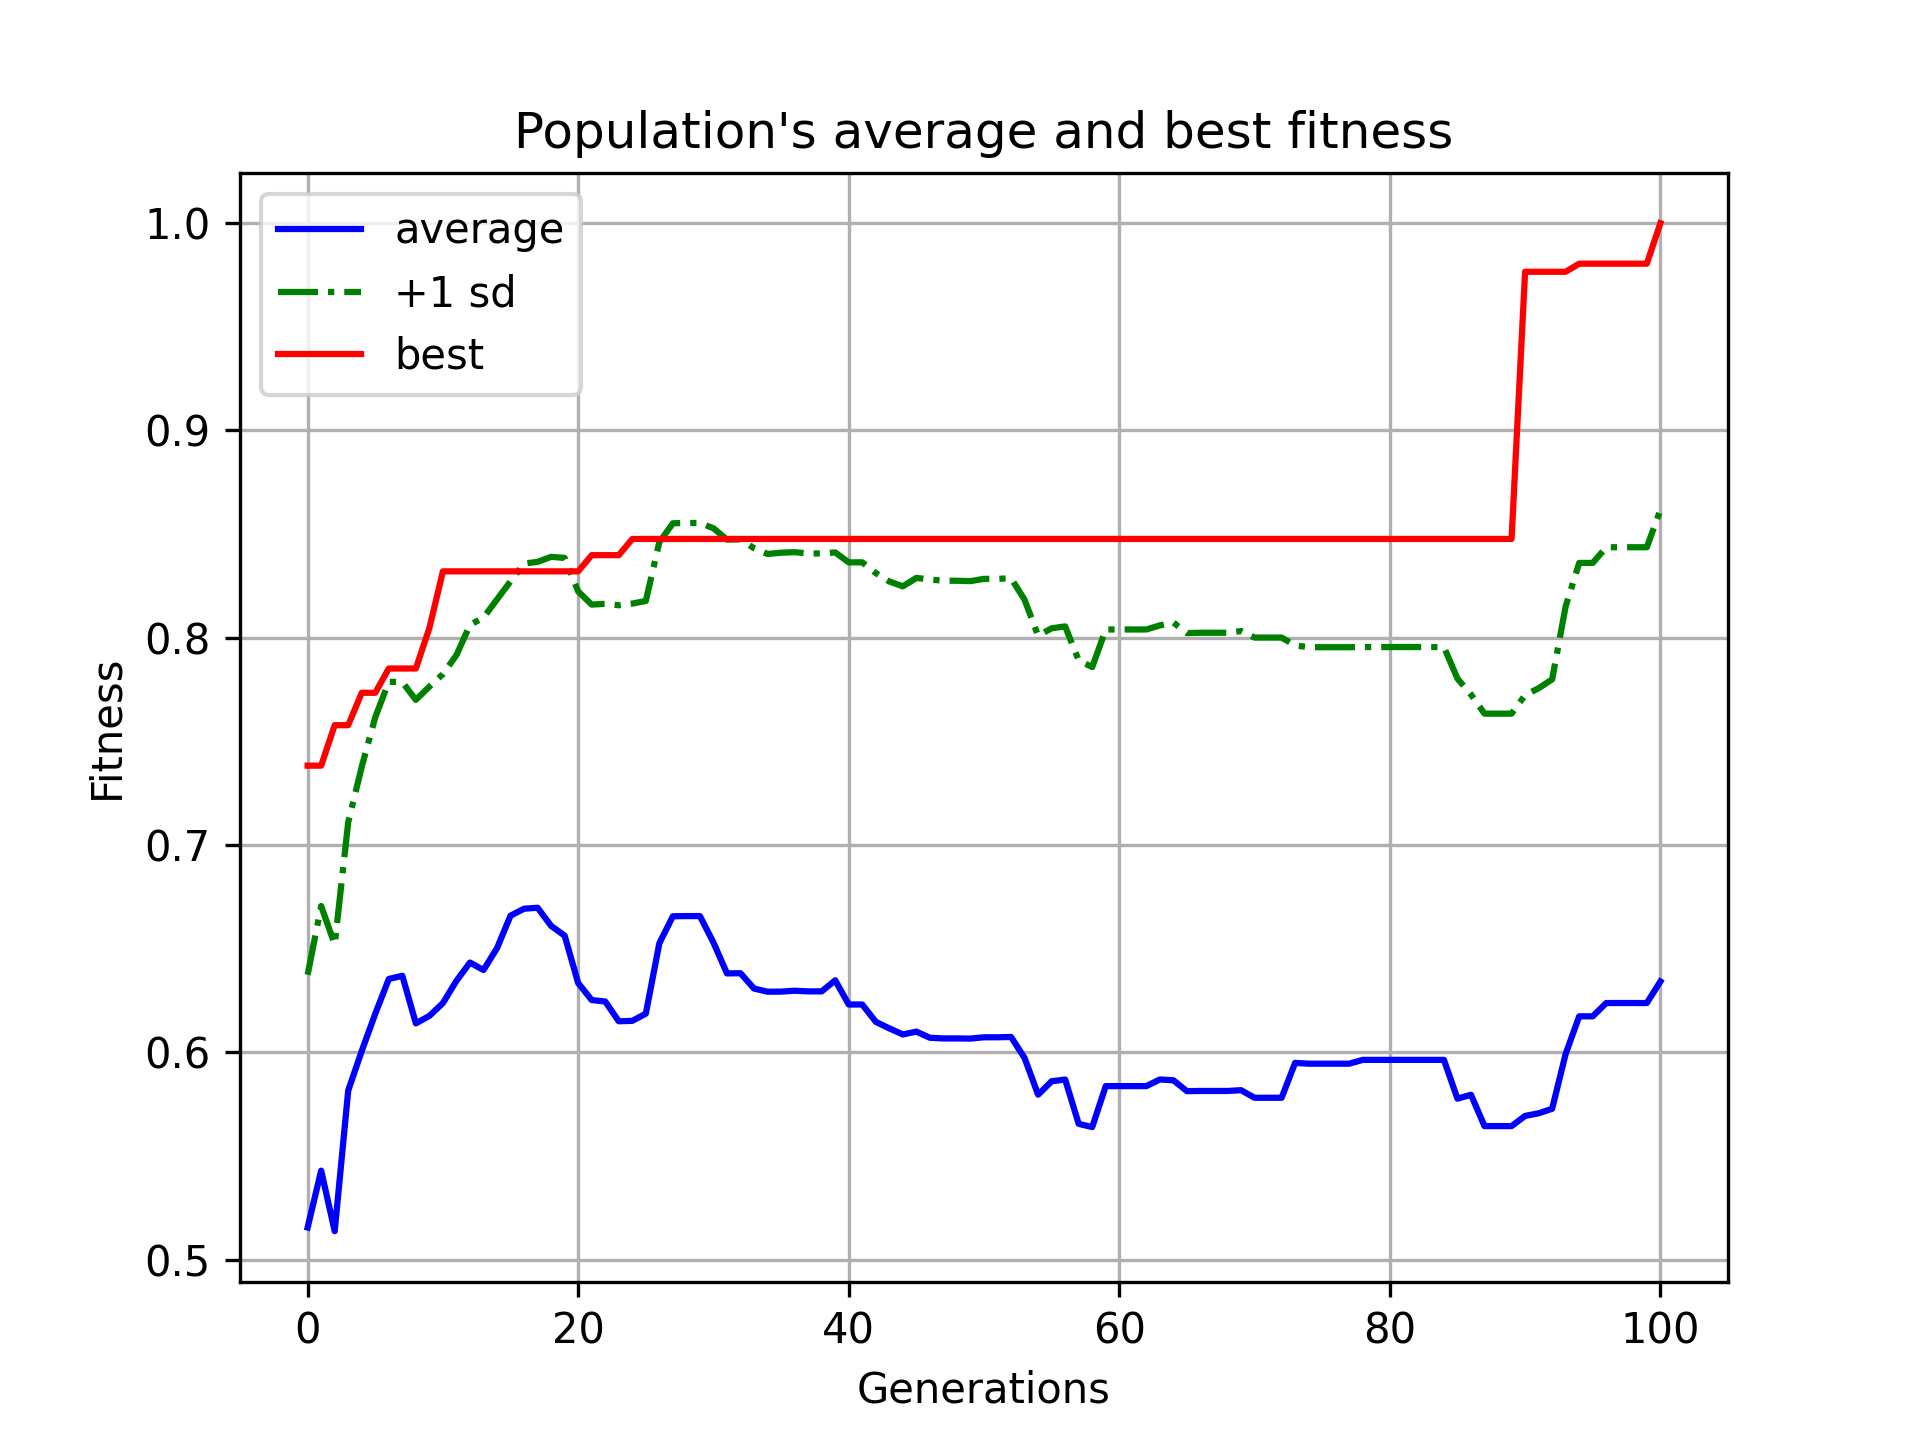 Population's average and best fitness
average
+1 sd
best
1.0
0.9
0.8
0.7
0.6
0.5
Fitness
0 20 40 60 80 100
Generations